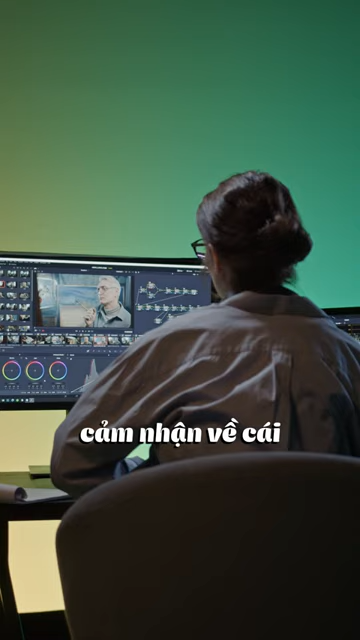 cảm nhận về cái